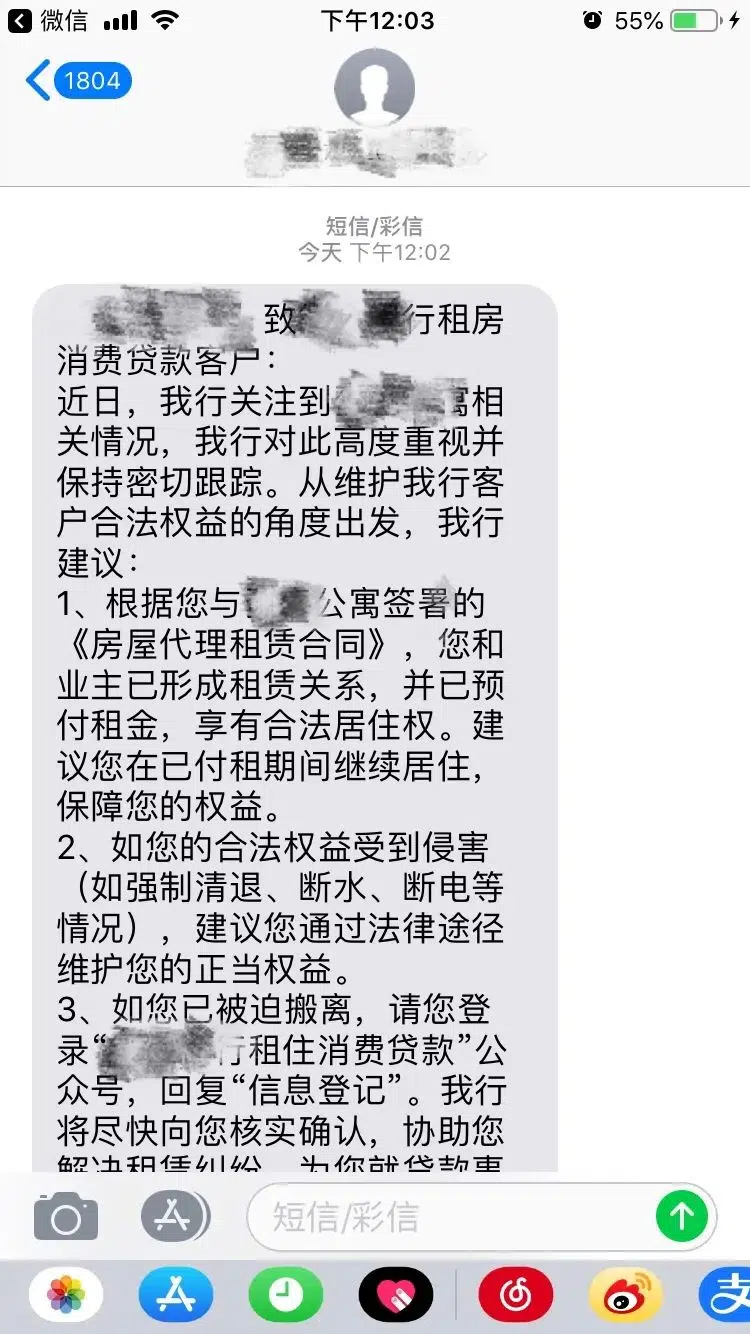 微信
下午12:03
55%
1804
短信/彩信
今天 下午12:02
致 行租房
消费贷款客户：
近日，我行关注到 寓相
关情况，我行对此高度重视并
保持密切跟踪。从维护我行客
户合法权益的角度出发，我行
建议：
1、根据您与 公寓签署的
《房屋代理租赁合同》，您和
业主已形成租赁关系，并已预
付租金，享有合法居住权。建
议您在已付租期间继续居住，
保障您的权益。
2、如您的合法权益受到侵害
（如强制清退、断水、断电等
情况），建议您通过法律途径
维护您的正当权益。
3、如您已被迫搬离，请您登
录“ 行租住消费贷款”公
众号，回复“信息登记”。我行
将尽快向您核实确认，协助您
解决租赁纠纷，为您就贷款事
短信/彩信
支